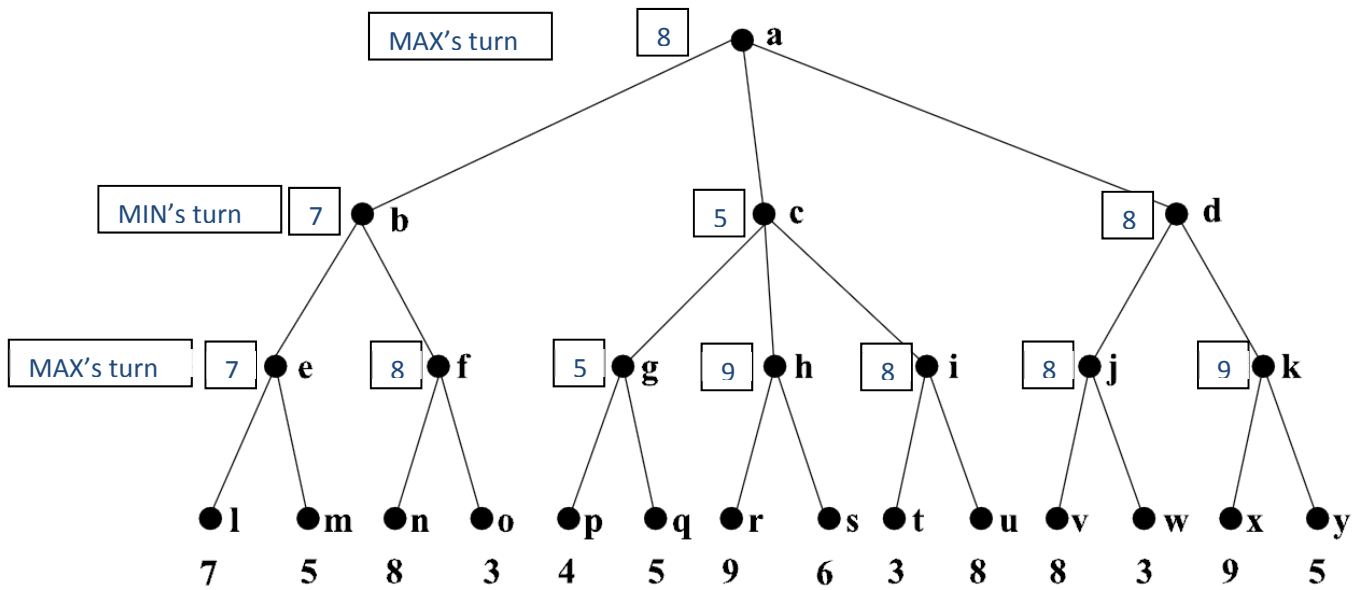 MAX’s turn 8 a
MIN’s turn 7 b 5 c 8 d
MAX’s turn 7 e 8 f 5 g 9 h 8 i 8 j 9 k
l m n o p q r s t u v w x y
7 5 8 3 4 5 9 6 3 8 8 3 9 5